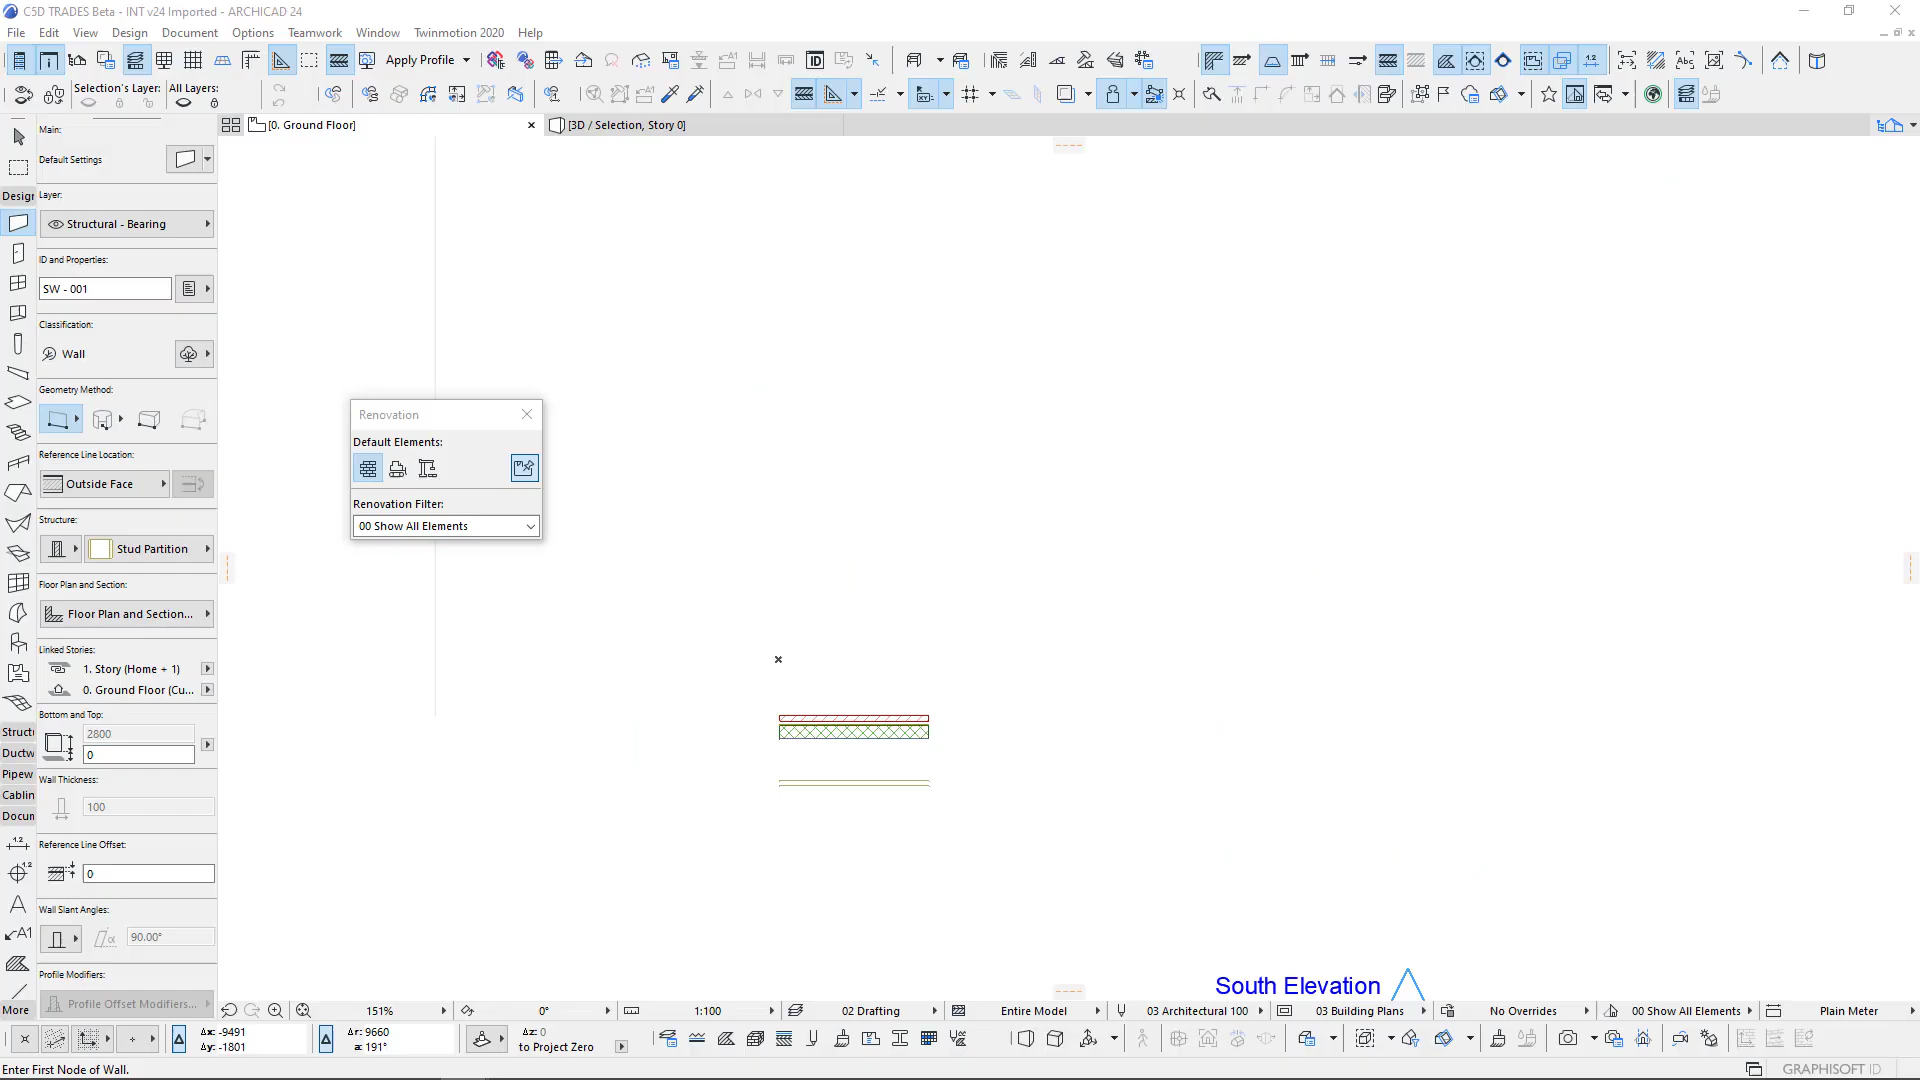 C5D TRADES Beta - INT v24 Imported - ARCHICAD 24
File Edit View Design Document Options Teamwork Window Twinmotion 2020 Help
Apply Profile
Selection's Layer:
All Layers:
Main:
[0. Ground Floor]
[3D / Selection, Story 0]
Default Settings
Design
Layer:
Structural - Bearing
ID and Properties:
SW - 001
Classification:
Wall
Geometry Method:
Renovation
Default Elements:
Renovation Filter:
00 Show All Elements
Reference Line Location:
Outside Face
Structure:
Stud Partition
Floor Plan and Section:
Floor Plan and Section...
Linked Stories:
1. Story (Home + 1)
0. Ground Floor (Cu...
Bottom and Top:
2800
0
Struct
Ductw
Pipew
Cablin
Docum
Wall Thickness:
100
Reference Line Offset:
0
Wall Slant Angles:
90.00°
Profile Modifiers:
Profile Offset Modifiers...
More
South Elevation
151%
0°
1:100
02 Drafting
Entire Model
03 Architectural 100
03 Building Plans
No Overrides
00 Show All Elements
Plain Meter
Δx: -9491
Δy: -1801
Δr: 9660
a: 191°
Δz: 0
to Project Zero
Enter First Node of Wall.
GRAPHISOFT ID